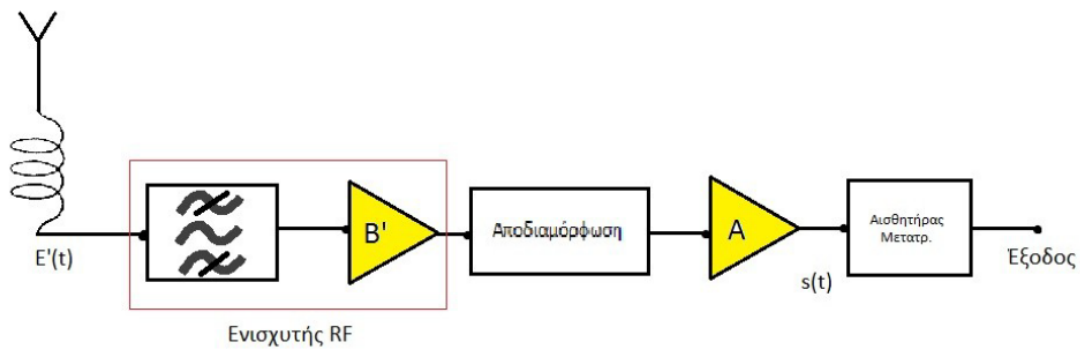 E'(t)
B'
Αποδιαμόρφωση
A
s(t)
Αισθητήρας
Μετατρ.
Έξοδος
Ενισχυτής RF